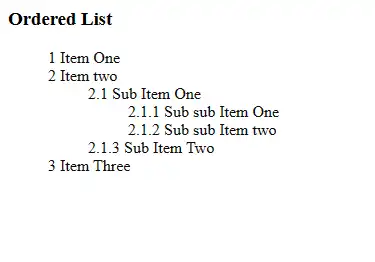 Ordered List
1 Item One
2 Item two
2.1 Sub Item One
2.1.1 Sub sub Item One
2.1.2 Sub sub Item two
2.1.3 Sub Item Two
3 Item Three